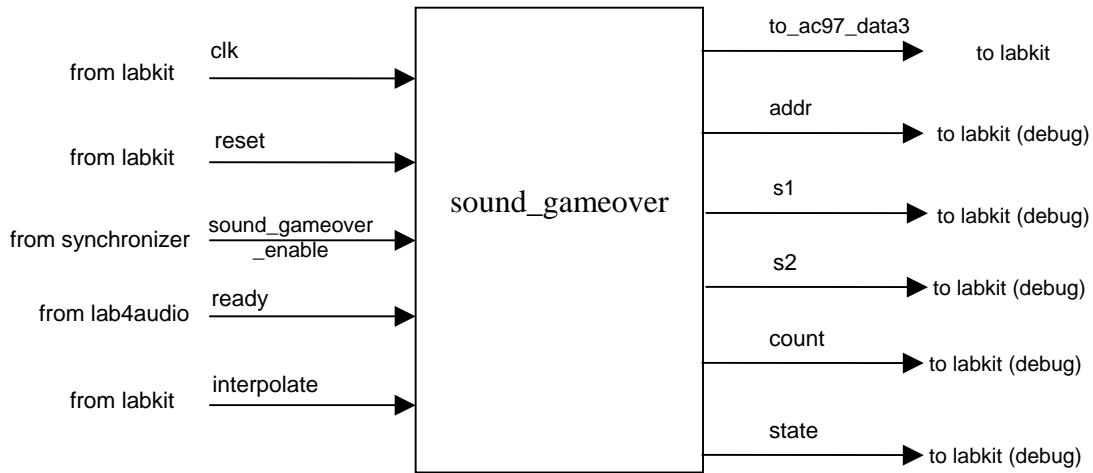 from labkit
clk
from labkit
reset
from synchronizer
sound_gameover
_enable
from lab4audio
ready
from labkit
interpolate
sound_gameover
to_ac97_data3
to labkit
addr
to labkit (debug)
s1
to labkit (debug)
s2
to labkit (debug)
count
to labkit (debug)
state
to labkit (debug)